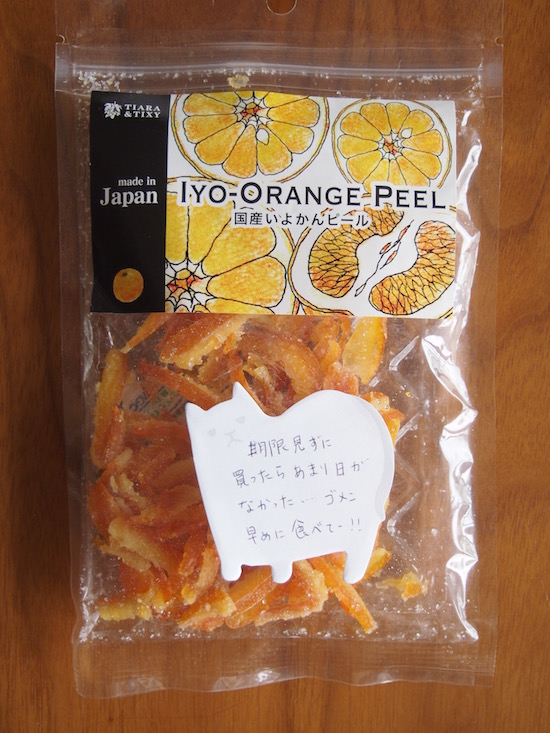 TIARA
& TIXY
made in
Japan
IYO-ORANGE PEEL
国産いよかんピール
期限見ずに
買ったらあまり日が
なかった… ゴメン
早めに食べてー!!